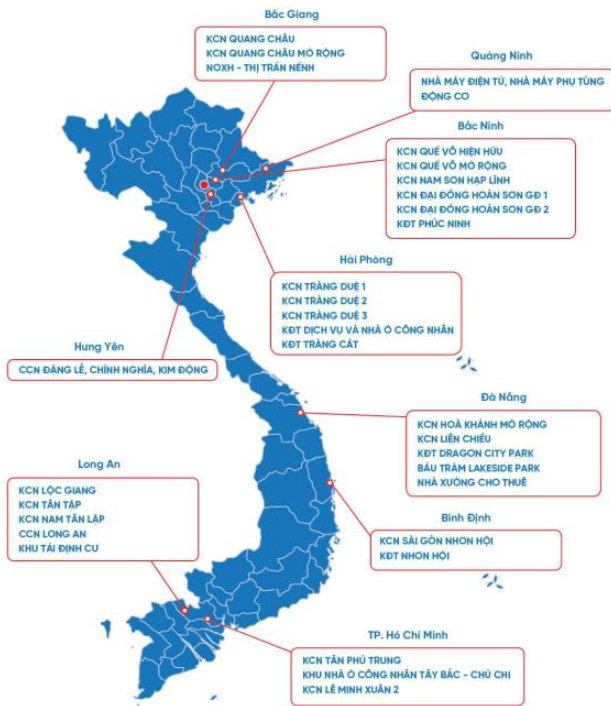 Bắc Giang
KCN QUANG CHÂU
KCN QUANG CHÂU MỞ RỘNG
NOXH - THỊ TRẤN NẾNH
Quảng Ninh
NHÀ MÁY ĐIỆN TỬ, NHÀ MÁY PHỤ TÙNG
ĐỘNG CƠ
Bắc Ninh
KCN QUẾ VÕ HIỆN HỮU
KCN QUẾ VÕ MỞ RỘNG
KCN NAM SƠN HẠP LĨNH
KCN ĐẠI ĐỒNG HOÀN SƠN GĐ 1
KCN ĐẠI ĐỒNG HOÀN SƠN GĐ 2
KĐT PHÚC NINH
Hải Phòng
KCN TRÀNG DUỆ 1
KCN TRÀNG DUỆ 2
KCN TRÀNG DUỆ 3
KĐT DỊCH VỤ VÀ NHÀ Ở CÔNG NHÂN
KĐT TRÀNG CÁT
Hưng Yên
CCN ĐẶNG LỄ, CHÍNH NGHĨA, KIM ĐỘNG
Đà Nẵng
KCN HOÀ KHÁNH MỞ RỘNG
KCN LIÊN CHIỂU
KĐT DRAGON CITY PARK
BÀU TRÀM LAKESIDE PARK
NHÀ XƯỞNG CHO THUÊ
Long An
KCN LỘC GIANG
KCN TÂN TẬP
KCN NAM TÂN LẬP
CCN LONG AN
KHU TÁI ĐỊNH CƯ
Bình Định
KCN SÀI GÒN NHƠN HỘI
KĐT NHƠN HỘI
TP. Hồ Chí Minh
KCN TÂN PHÚ TRUNG
KHU NHÀ Ở CÔNG NHÂN TÂY BẮC - CHỦ CHI
KCN LÊ MINH XUÂN 2